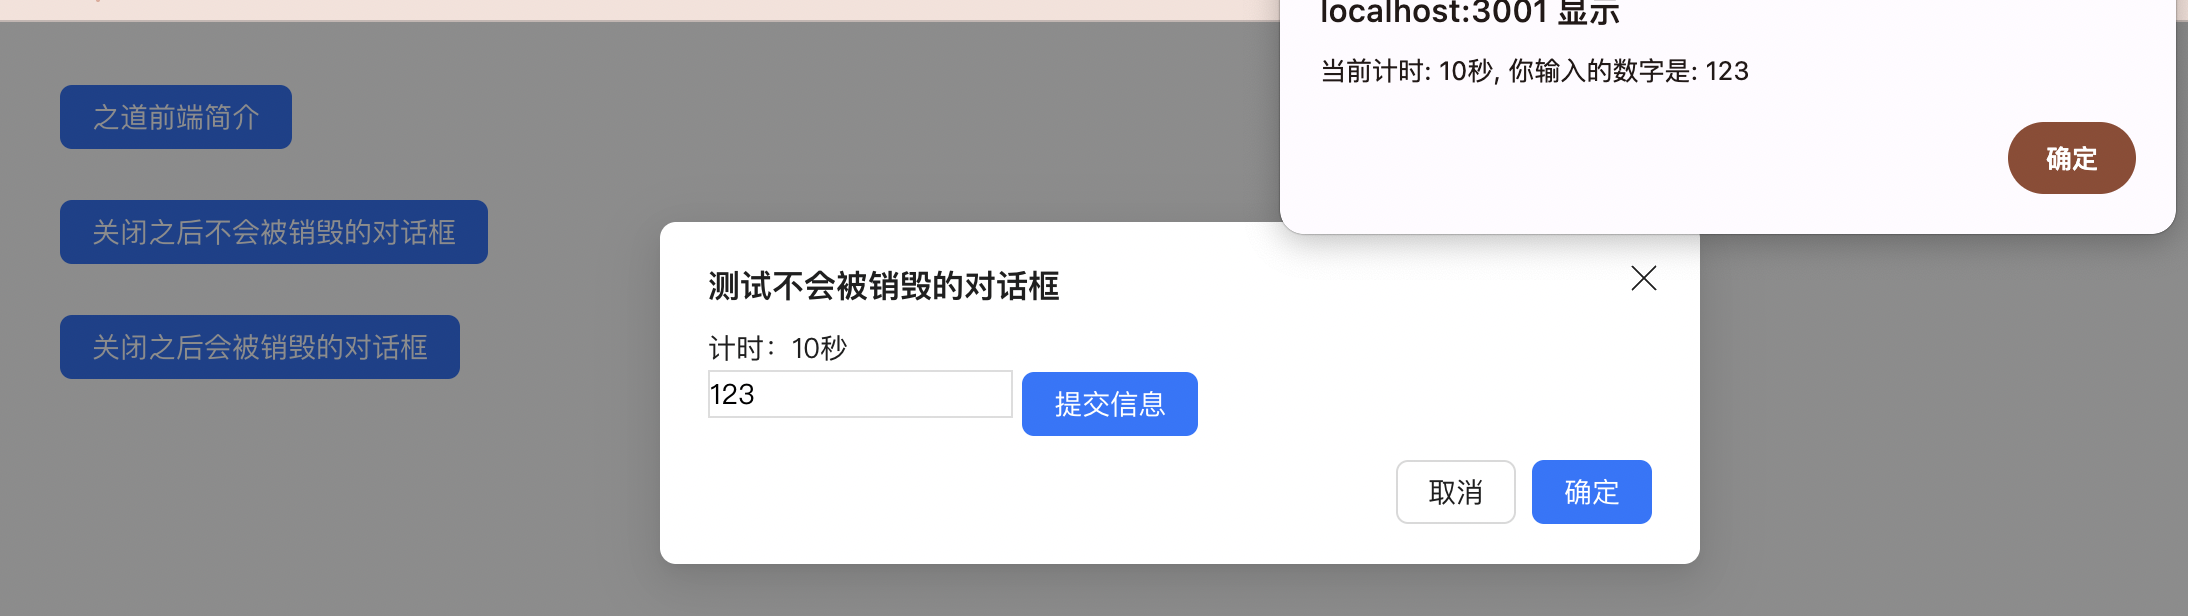 localhost:3001 显示
当前计时: 10秒, 你输入的数字是: 123
确定
之道前端简介
关闭之后不会被销毁的对话框
关闭之后会被销毁的对话框
测试不会被销毁的对话框
计时：10秒
123
提交信息
取消
确定